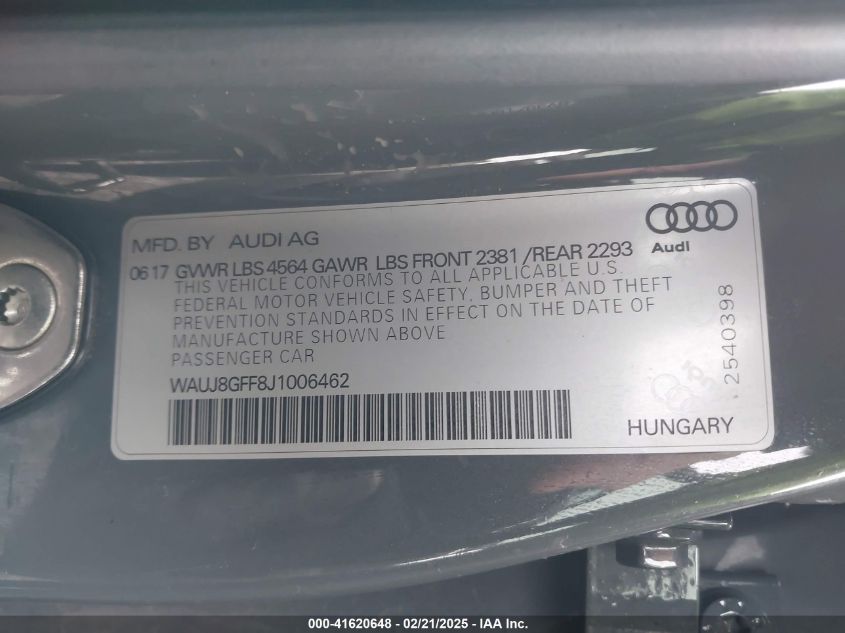 MFD. BY AUDI AG
Audi
0617 GVWR LBS 4564 GAWR LBS FRONT 2381 /REAR 2293
THIS VEHICLE CONFORMS TO ALL APPLICABLE U.S.
FEDERAL MOTOR VEHICLE SAFETY, BUMPER AND THEFT
PREVENTION STANDARDS IN EFFECT ON THE DATE OF
MANUFACTURE SHOWN ABOVE
PASSENGER CAR
WAUJ8GFF8J1006462
HUNGARY
. 2540398
000-41620648 - 02/21/2025 - IAA Inc.